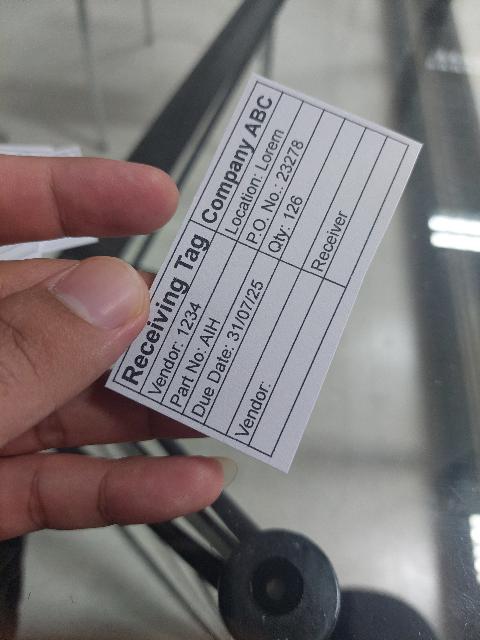 Receiving Tag Company ABC
Vendor: 1234 Location: Lorem
Part No: AIH P.O. No.: 23278
Due Date: 31/07/25 Qty: 126
Vendor: Receiver